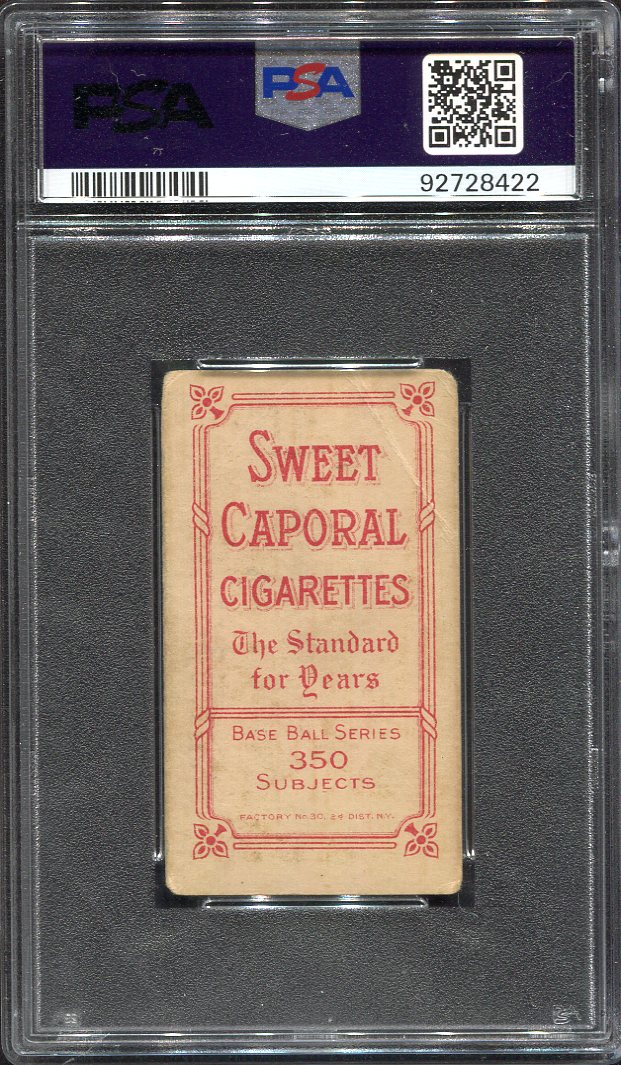 PSA
PSA
92728422
SWEET
CAPORAL
CIGARETTES
The Standard
for Years
BASE BALL SERIES
350
SUBJECTS
FACTORY No 30, 2d DIST. N.Y.